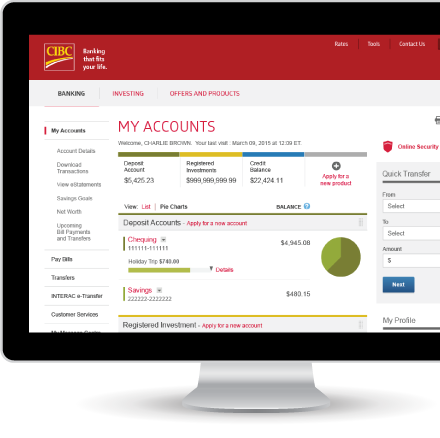 CIBC
Banking
that fits
your life.
Rates
Tools
Contact Us
BANKING
INVESTING
OFFERS AND PRODUCTS
My Accounts
Account Details
Download
Transactions
View eStatements
Savings Goals
Net Worth
Upcoming
Bill Payments
and Transfers
Pay Bills
Transfers
INTERAC e-Transfer
Customer Services
My Message Centre
MY ACCOUNTS
Welcome, CHARLIE BROWN. Your last visit: March 09, 2015 at 12:09 ET.
Deposit
Account
$5,425.23
Registered
Investments
$999,999,999.99
Credit
Balance
$22,424.11
Apply for a
new product
View: List | Pie Charts
BALANCE ?
Deposit Accounts - Apply for a new account
Chequing
111111-111111
$4,945.08
Holiday Trip $740.00
Details
Savings
222222-2222222
$480.15
Registered Investment - Apply for a new account
Online Security
Quick Transfer
From
Select
To
Select
Amount
$
Next
My Profile